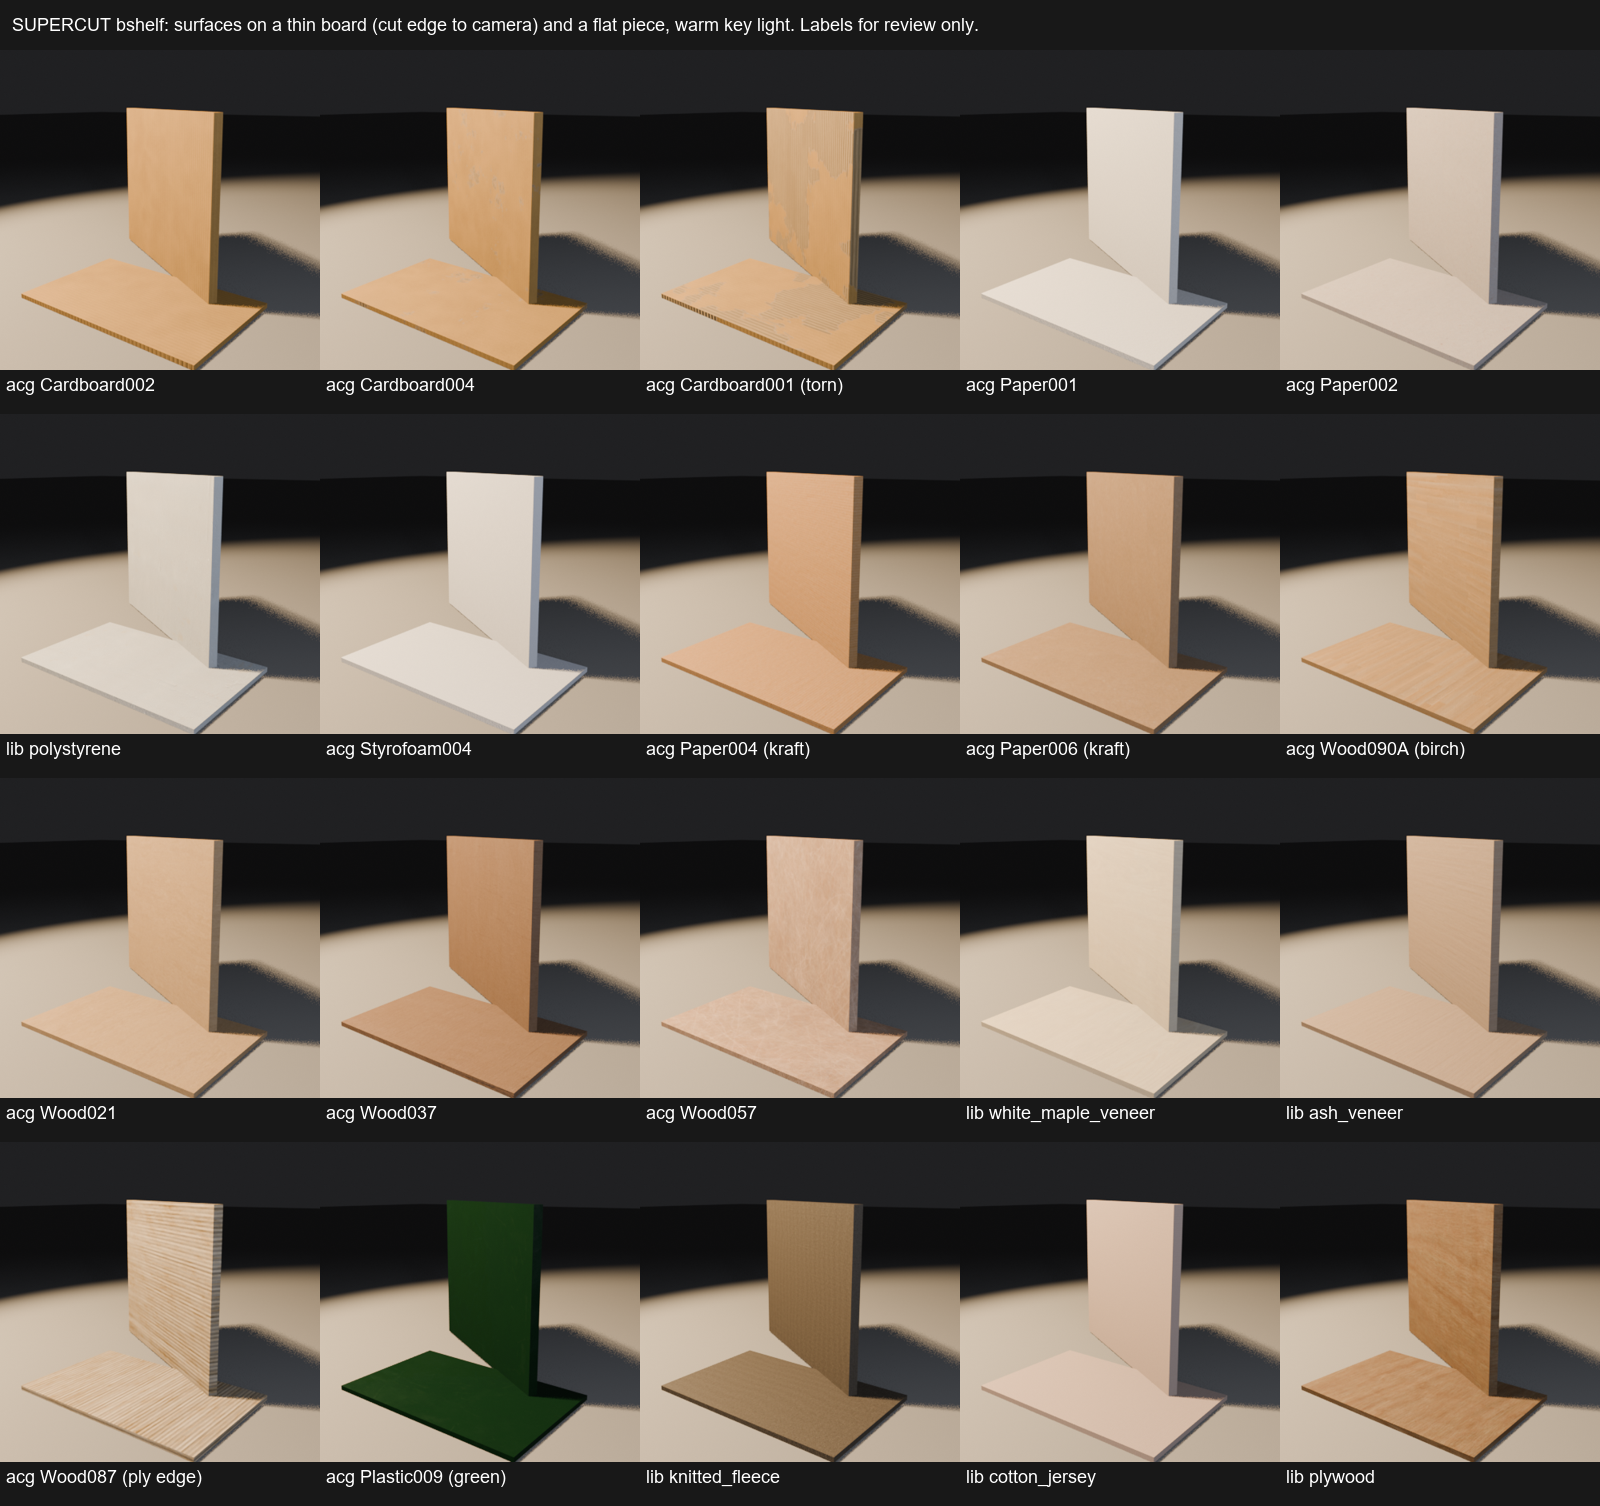 SUPERCUT bshelf: surfaces on a thin board (cut edge to camera) and a flat piece, warm key light. Labels for review only.
acg Cardboard002
acg Cardboard004
acg Cardboard001 (torn)
acg Paper001
acg Paper002
lib polystyrene
acg Styrofoam004
acg Paper004 (kraft)
acg Paper006 (kraft)
acg Wood090A (birch)
acg Wood021
acg Wood037
acg Wood057
lib white_maple_veneer
lib ash_veneer
acg Wood087 (ply edge)
acg Plastic009 (green)
lib knitted_fleece
lib cotton_jersey
lib plywood